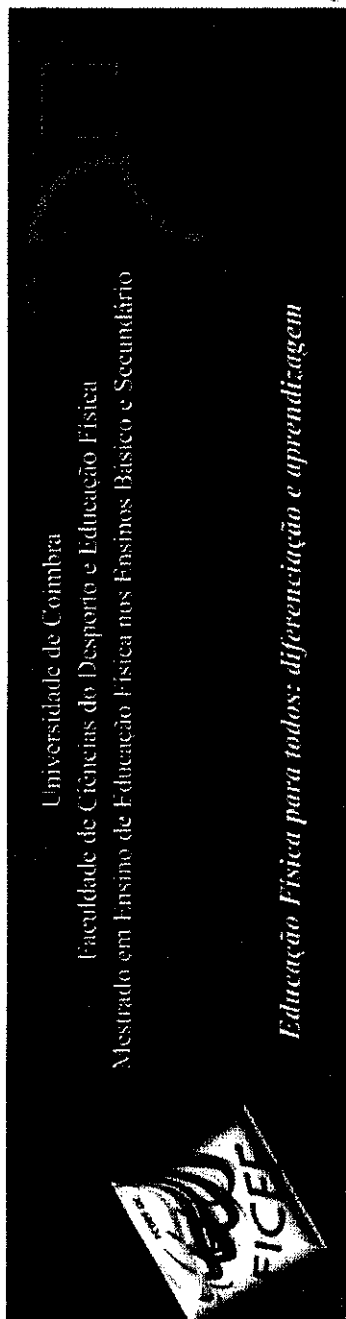 Universidade de Coimbra
Faculdade de Ciências do Desporto e Educação Física
Mestrado em Ensino de Educação Física nos Ensinos Básico e Secundário
Educação Física para todos: diferenciação e aprendizagem
FICEF